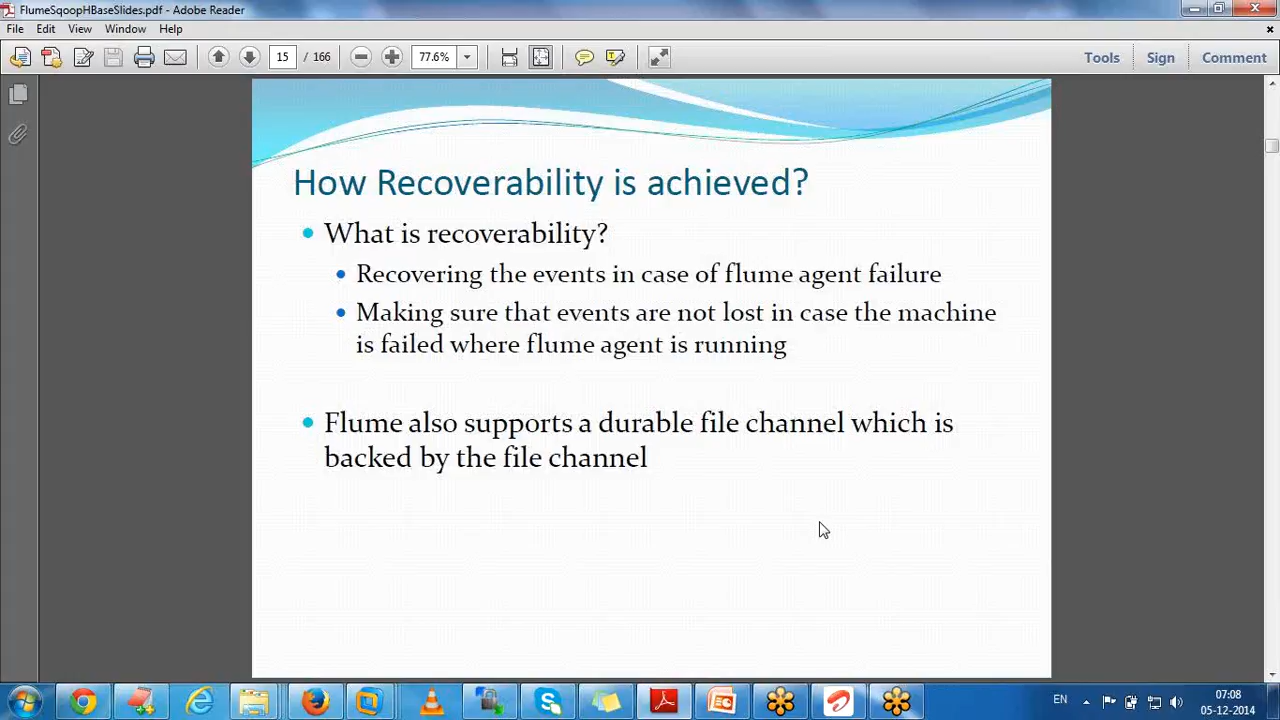 FlumeSqoopHBaseSlides.pdf - Adobe Reader
File Edit View Window Help
15 / 166 77.6% Tools Sign Comment
How Recoverability is achieved?
What is recoverability?
Recovering the events in case of flume agent failure
Making sure that events are not lost in case the machine
is failed where flume agent is running
Flume also supports a durable file channel which is
backed by the file channel
EN 07:08
05-12-2014